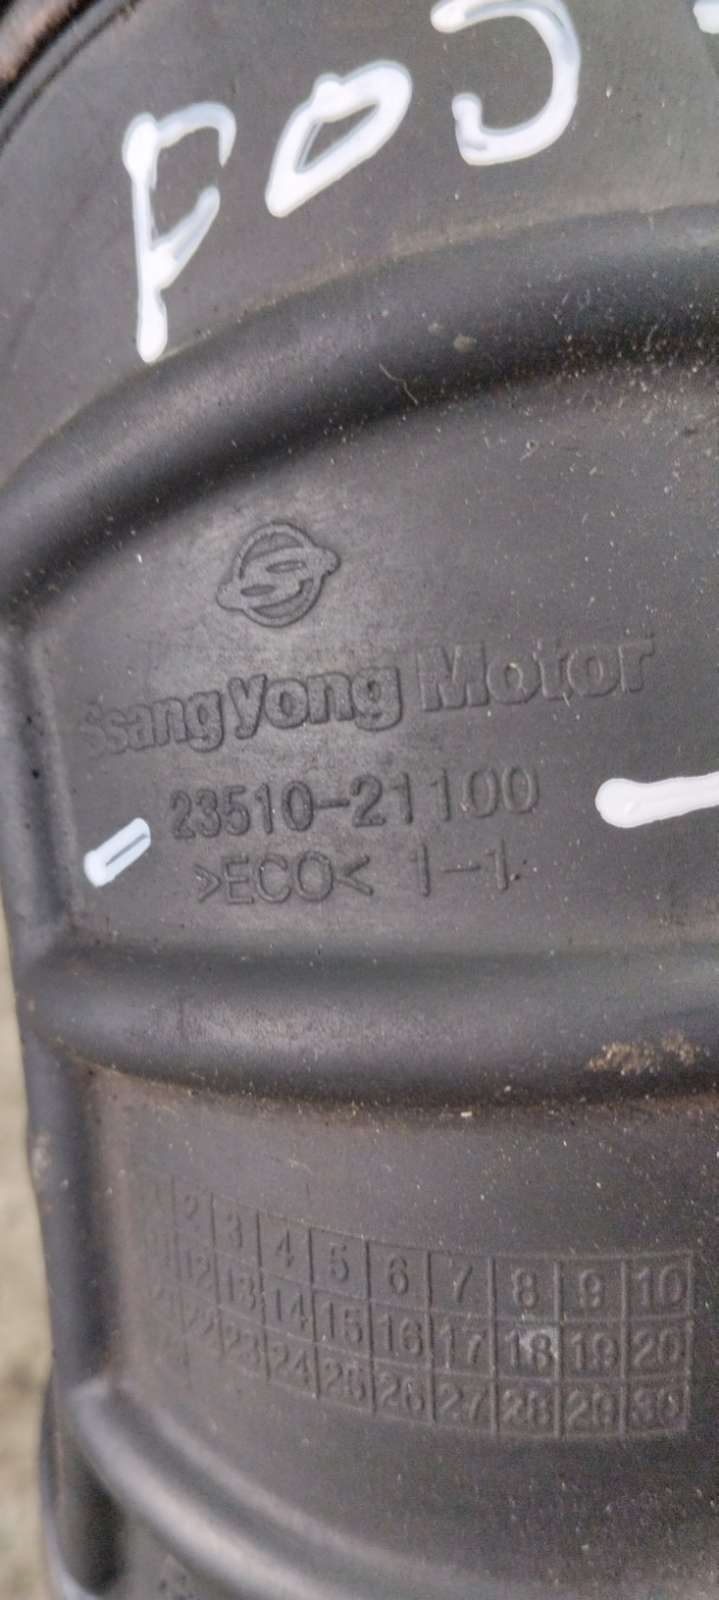 POJ
SsangYong Motor
23510-21100
>ECO< 1-1
1 2 3 4 5 6 7 8 9 10
11 12 13 14 15 16 17 18 19 20
21 22 23 24 25 26 27 28 29 30